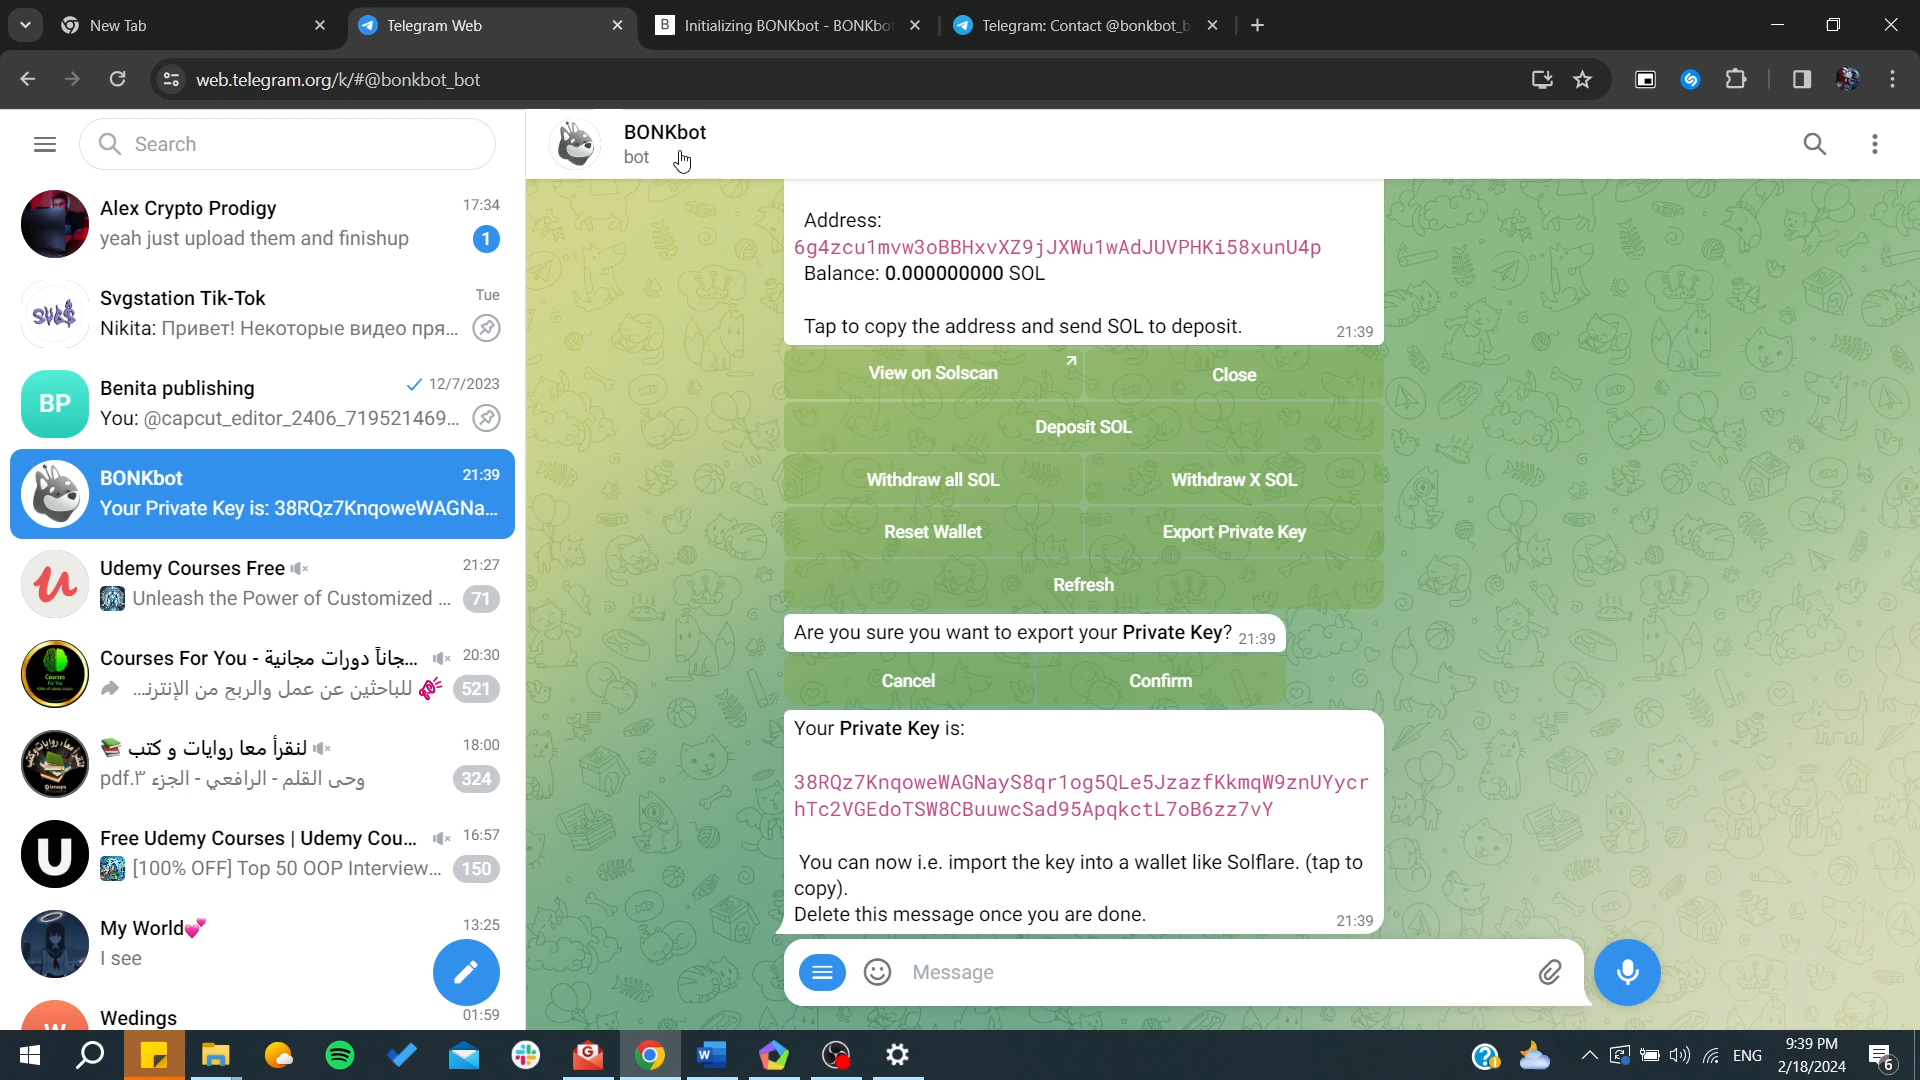 New Tab
Telegram Web
B Initializing BONKbot - BONKbo
Telegram: Contact @bonkbot_b
web.telegram.org/k/#@bonkbot_bot
Search
Alex Crypto Prodigy 17:34
yeah just upload them and finishup 1
SVGS
Svgstation Tik-Tok Tue
Nikita: Привет! Некоторые видео пря...
BP
Benita publishing 12/7/2023
You: @capcut_editor_2406_719521469...
BONKbot 21:39
Your Private Key is: 38RQz7KnqoweWAGNa...
Udemy Courses Free 21:27
Unleash the Power of Customized ... 71
Courses For You - جاناً دورات مجانية... 20:30
للباحثين عن عمل والربح من الإنترنـ... 521
لنقرأ معا روايات و كتب 18:00
وحى القلم - الرافعي - الجزء ٣.pdf 324
Free Udemy Courses | Udemy Cou... 16:57
[100% OFF] Top 50 OOP Interview... 150
My World 13:25
I see
W
Wedings 01:59
BONKbot
bot
Address:
6g4zcu1mvw3oBBHxvXZ9jJXWu1wAdJUVPHKi58xunU4p
Balance: 0.000000000 SOL
Tap to copy the address and send SOL to deposit. 21:39
View on Solscan
Close
Deposit SOL
Withdraw all SOL
Withdraw X SOL
Reset Wallet
Export Private Key
Refresh
Are you sure you want to export your Private Key? 21:39
Cancel
Confirm
Your Private Key is:
38RQz7KnqoweWAGNayS8qr1og5QLe5JzazfKkmqW9znUYycr
hTc2VGEdoTSW8CBuuwcSad95ApqkctL7oB6zz7vY
You can now i.e. import the key into a wallet like Solflare. (tap to
copy).
Delete this message once you are done. 21:39
Message
ENG
9:39 PM
2/18/2024
6